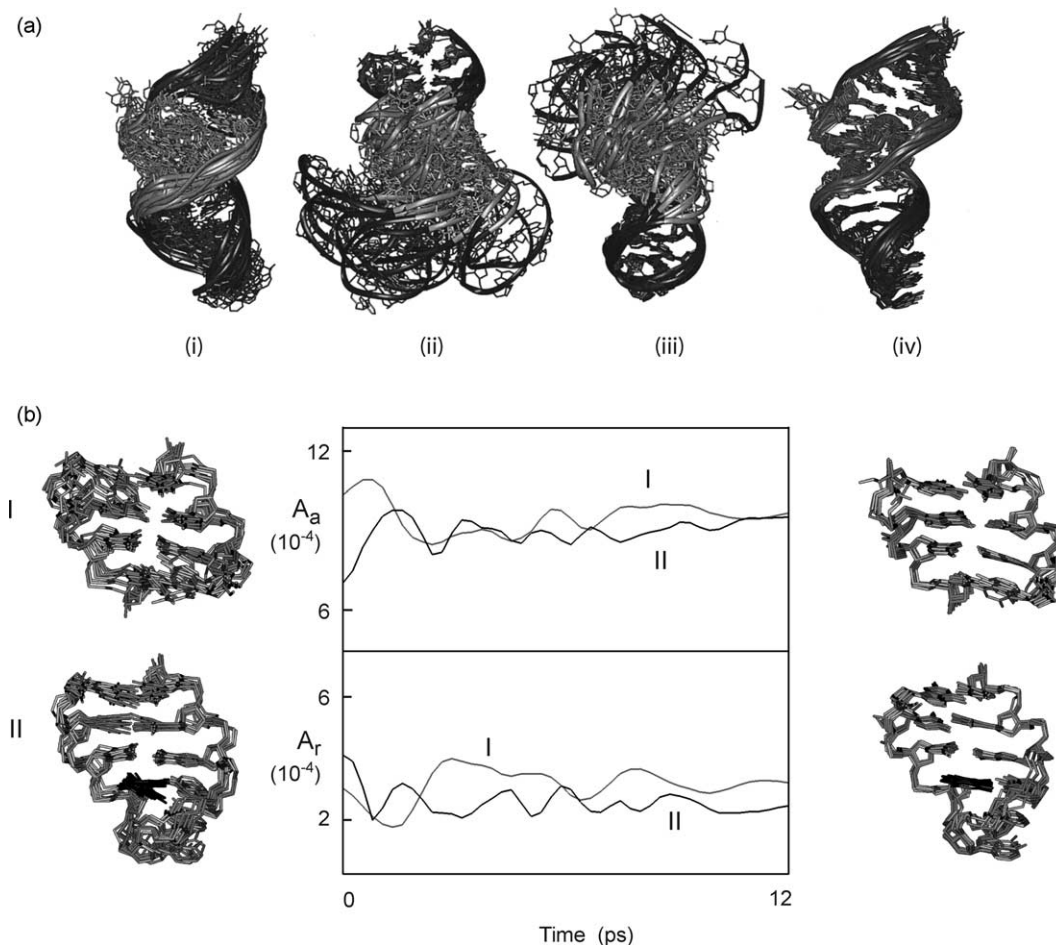 (a)
(i) (ii) (iii) (iv)
(b)
I
12
Aa
(10-4)
I
II
6
II
6
Ar
(10-4)
I
II
2
0 12
Time (ps)